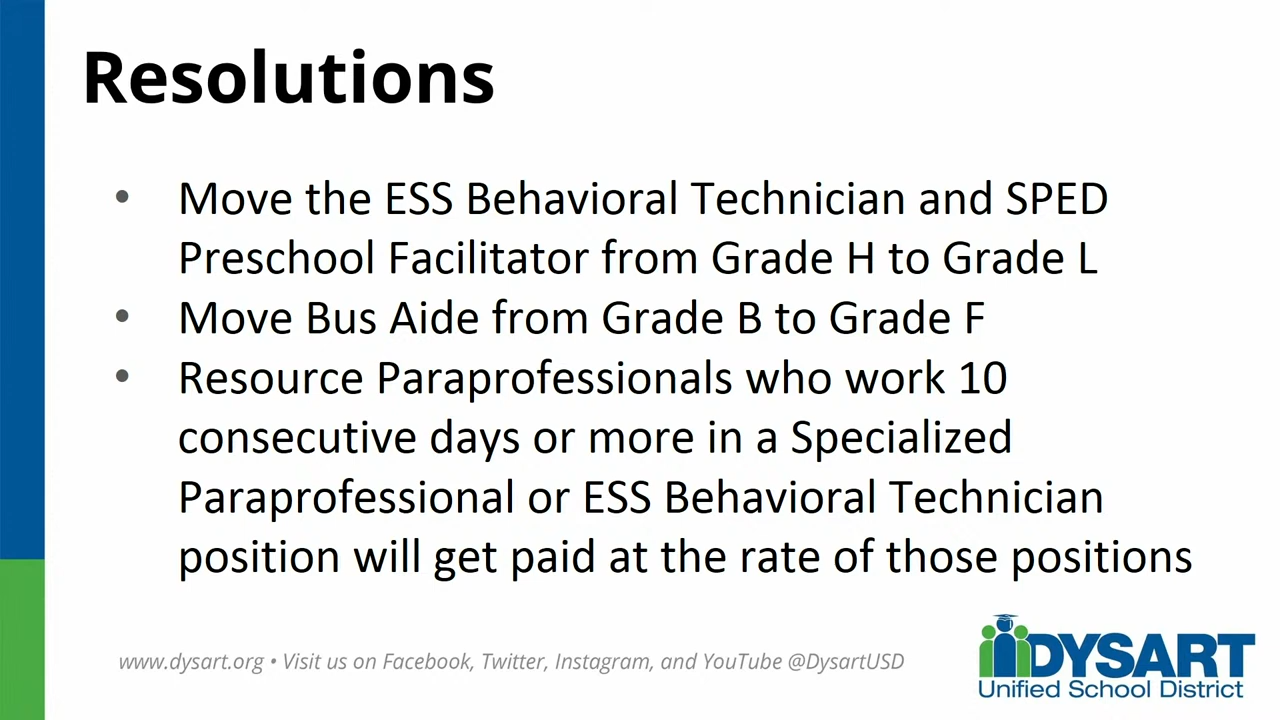 Resolutions
• Move the ESS Behavioral Technician and SPED
Preschool Facilitator from Grade H to Grade L
• Move Bus Aide from Grade B to Grade F
• Resource Paraprofessionals who work 10
consecutive days or more in a Specialized
Paraprofessional or ESS Behavioral Technician
position will get paid at the rate of those positions
www.dysart.org • Visit us on Facebook, Twitter, Instagram, and YouTube @DysartUSD
DYSART
Unified School District